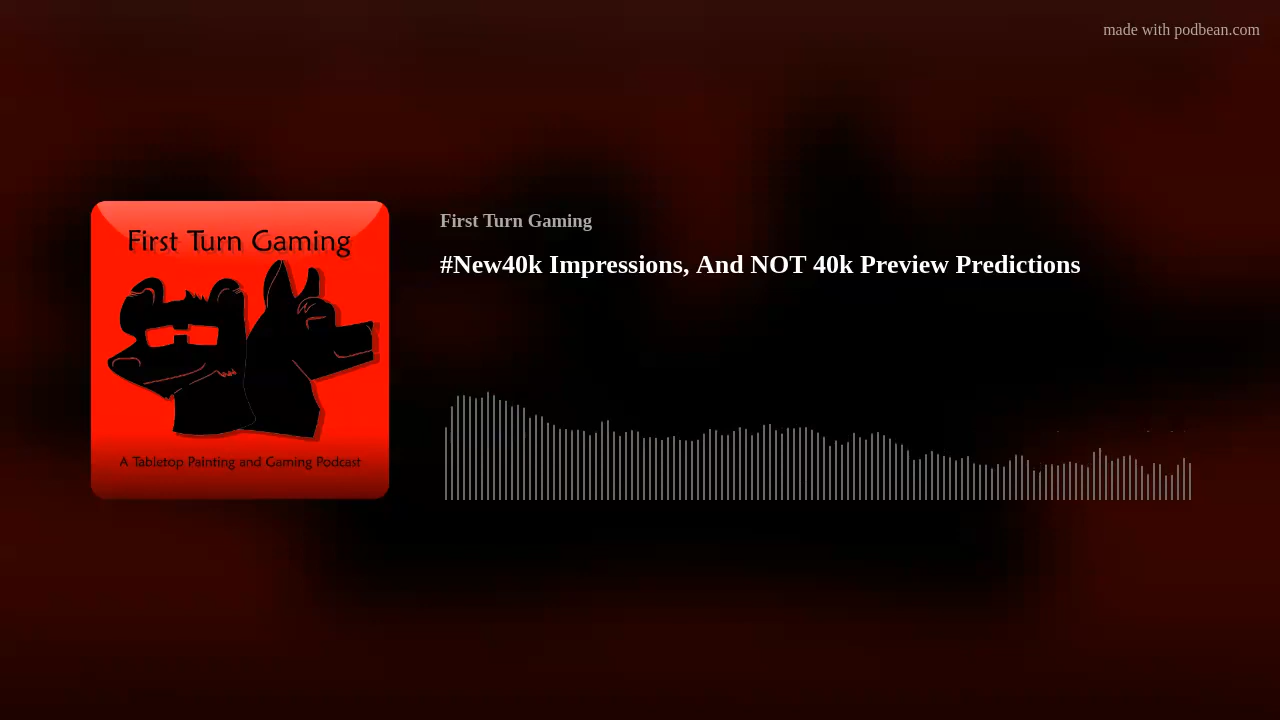 made with podbean.com
First Turn Gaming
First Turn Gaming
#New40k Impressions, And NOT 40k Preview Predictions
A Tabletop Painting and Gaming Podcast